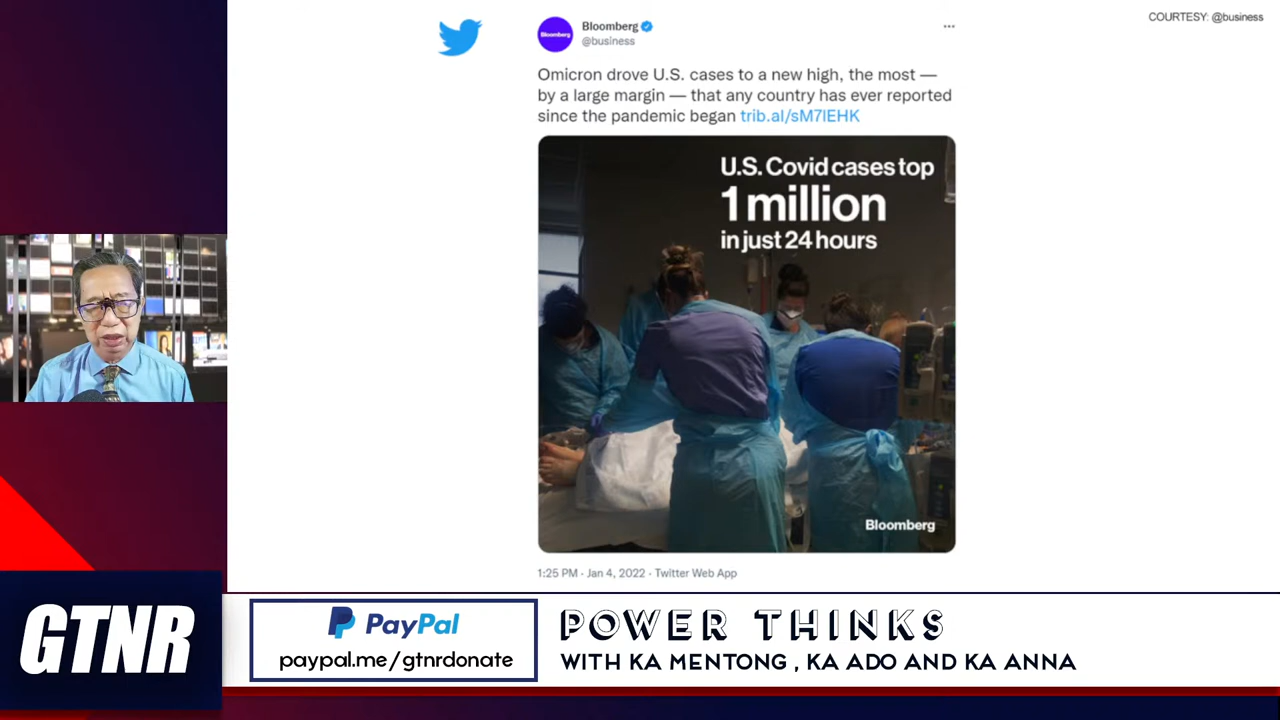 COURTESY: @business
Bloomberg
Bloomberg
@business
Omicron drove U.S. cases to a new high, the most —
by a large margin — that any country has ever reported
since the pandemic began trib.al/sM7lEHK
U.S. Covid cases top
1 million
in just 24 hours
Bloomberg
1:25 PM · Jan 4, 2022 · Twitter Web App
GTNR
PayPal
paypal.me/gtnrdonate
POWER THINKS
WITH KA MENTONG , KA ADO AND KA ANNA